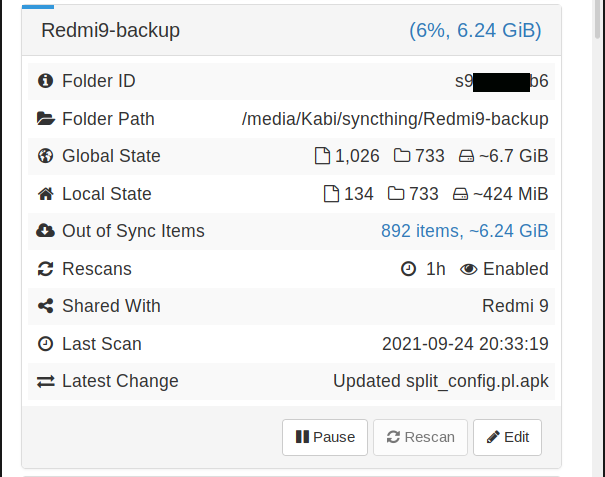 Redmi9-backup (6%, 6.24 GiB)
Folder ID s9 b6
Folder Path /media/Kabi/syncthing/Redmi9-backup
Global State 1,026 733 ~6.7 GiB
Local State 134 733 ~424 MiB
Out of Sync Items 892 items, ~6.24 GiB
Rescans 1h Enabled
Shared With Redmi 9
Last Scan 2021-09-24 20:33:19
Latest Change Updated split_config.pl.apk
Pause Rescan Edit